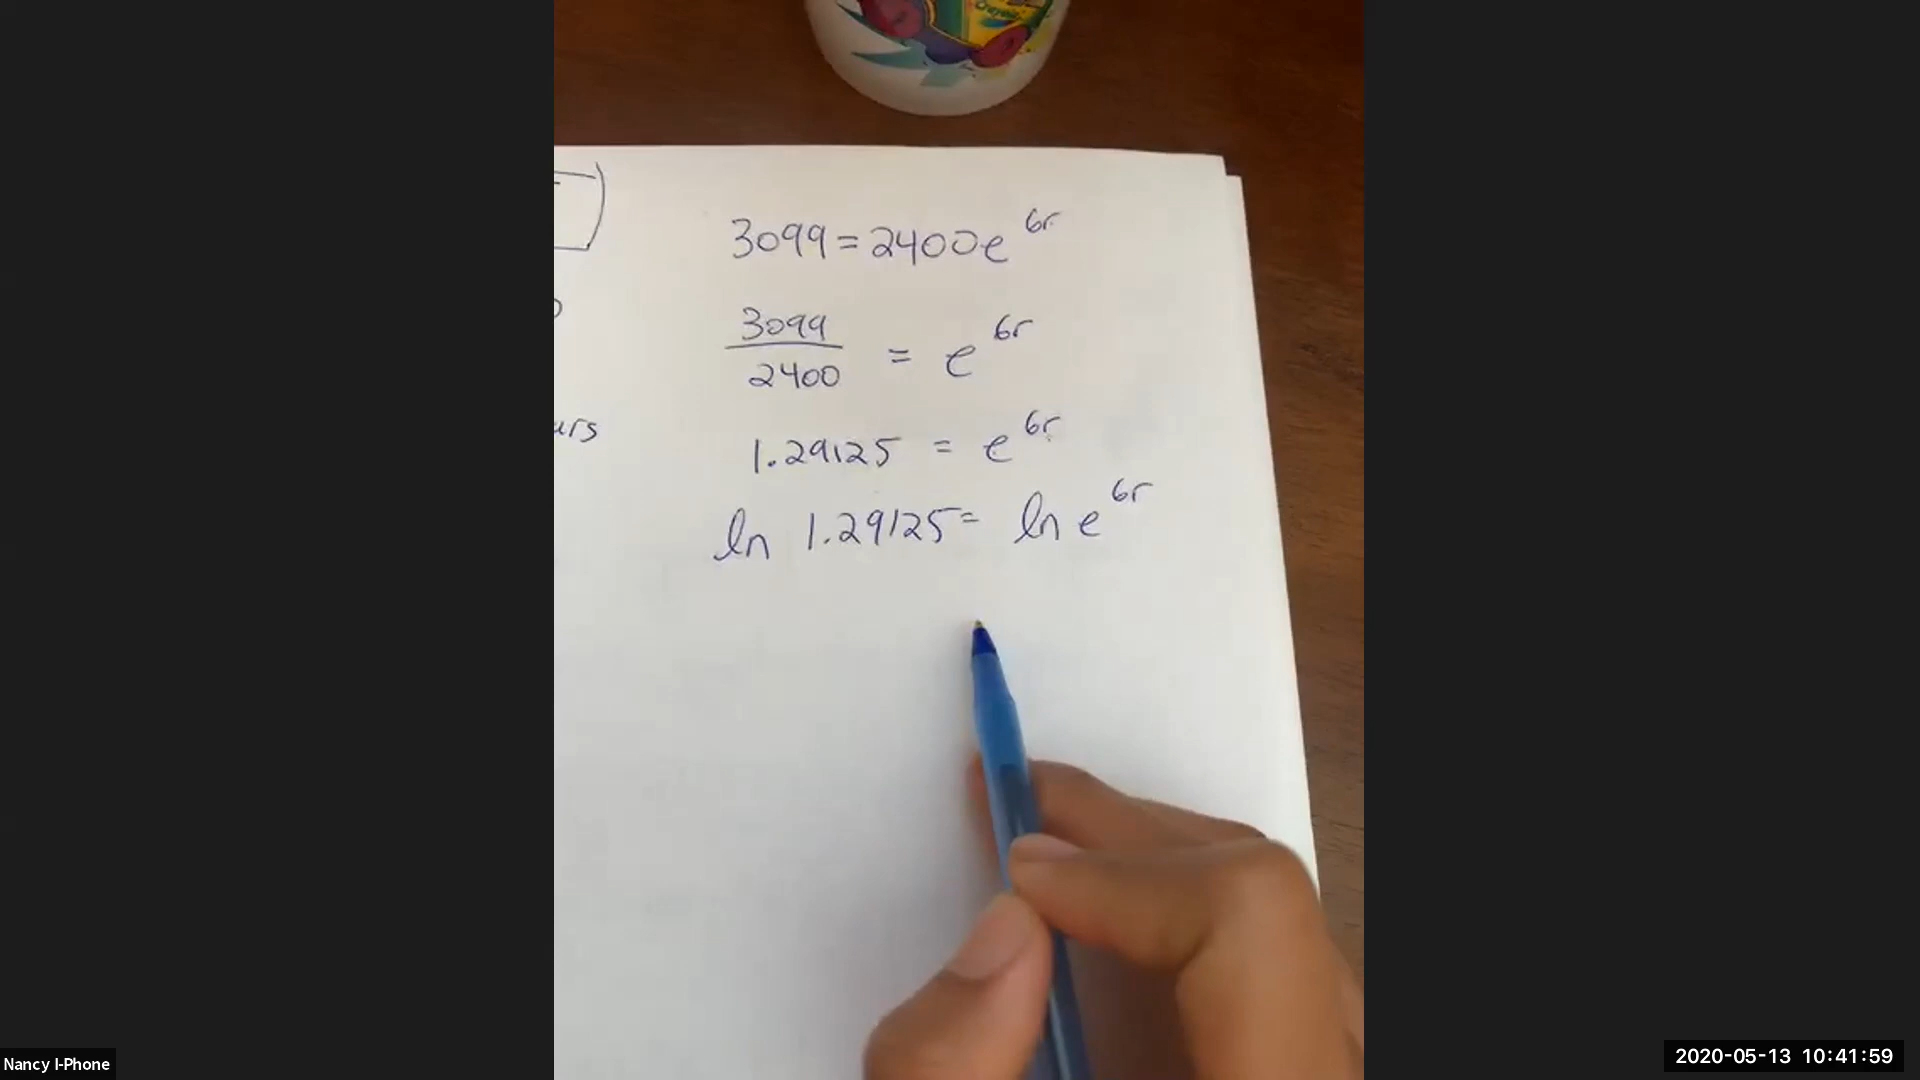 3099 = 2400e^6r
3099
2400
= e^6r
urs
1.29125 = e^6r
ln 1.29125 = ln e^6r
Nancy I-Phone
2020-05-13 10:41:59